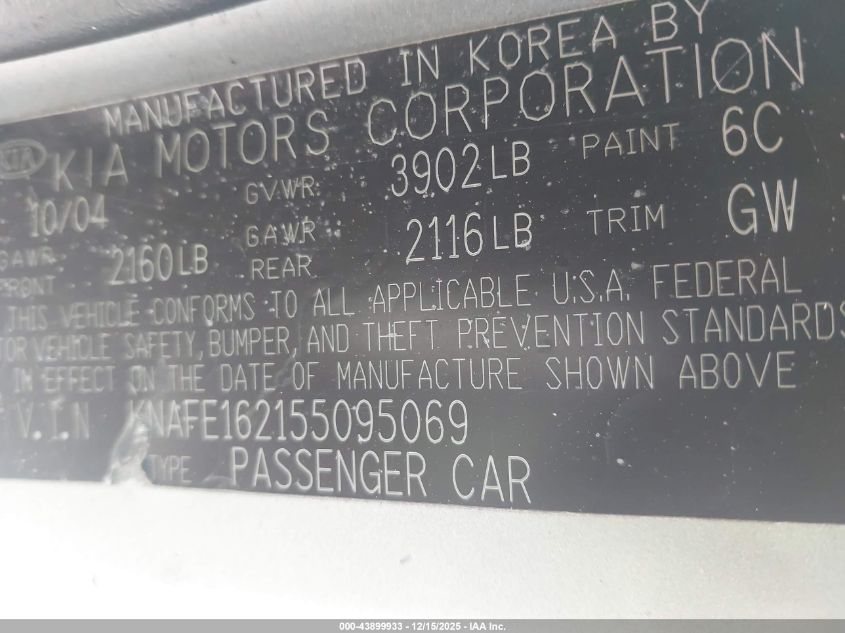 MANUFACTURED IN KOREA BY
KIA KIA MOTORS CORPORATION
10/04 GVWR 3902LB PAINT 6C
GAWR FRONT 2160LB GAWR REAR 2116LB TRIM GW
THIS VEHICLE CONFORMS TO ALL APPLICABLE U.S.A. FEDERAL
MOTOR VEHICLE SAFETY, BUMPER, AND THEFT PREVENTION STANDARDS
IN EFFECT ON THE DATE OF MANUFACTURE SHOWN ABOVE
V.I.N KNAFE162155095069
TYPE PASSENGER CAR
000-43899933 - 12/15/2025 - IAA Inc.